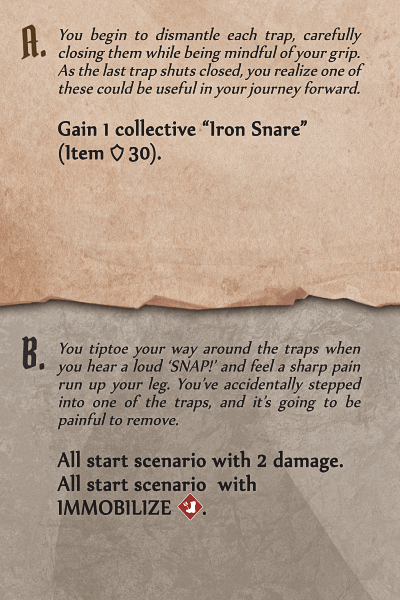 A. You begin to dismantle each trap, carefully
closing them while being mindful of your grip.
As the last trap shuts closed, you realize one of
these could be useful in your journey forward.
Gain 1 collective “Iron Snare”
(Item 30).
B. You tiptoe your way around the traps when
you hear a loud ‘SNAP!’ and feel a sharp pain
run up your leg. You’ve accidentally stepped
into one of the traps, and it’s going to be
painful to remove.
All start scenario with 2 damage.
All start scenario with
IMMOBILIZE .